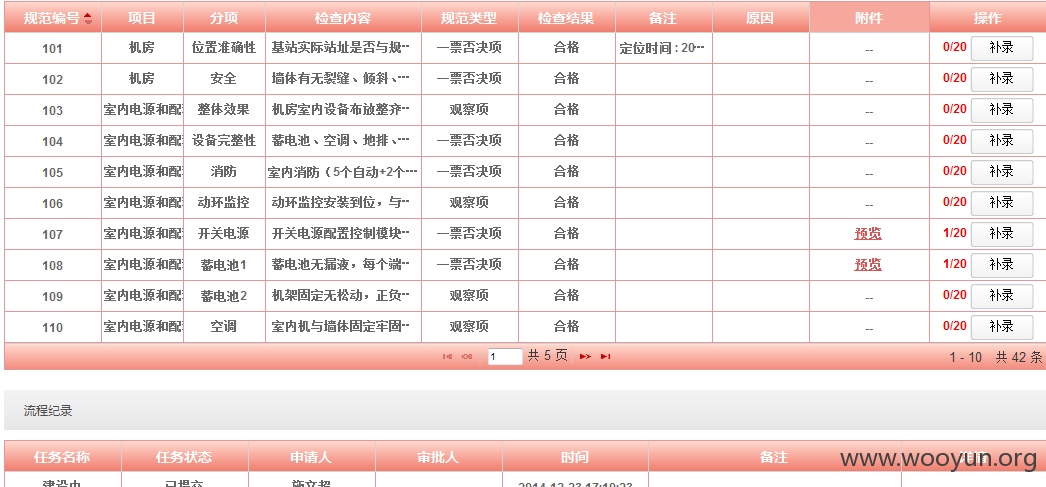 规范编号 项目 分项 检查内容 规范类型 检查结果 备注 原因 附件 操作
101 机房 位置准确性 基站实际站址是否与规… 一票否决项 合格 定位时间：20… -- 0/20 补录
102 机房 安全 墙体有无裂缝、倾斜、… 一票否决项 合格 -- 0/20 补录
103 室内电源和配 整体效果 机房室内设备布放整齐… 观察项 合格 -- 0/20 补录
104 室内电源和配 设备完整性 蓄电池、空调、地排、… 一票否决项 合格 -- 0/20 补录
105 室内电源和配 消防 室内消防（5个自动+2个… 一票否决项 合格 -- 0/20 补录
106 室内电源和配 动环监控 动环监控安装到位，与… 观察项 合格 -- 0/20 补录
107 室内电源和配 开关电源 开关电源配置控制模块… 一票否决项 合格 预览 1/20 补录
108 室内电源和配 蓄电池1 蓄电池无漏液，每个端… 一票否决项 合格 预览 1/20 补录
109 室内电源和配 蓄电池2 机架固定无松动，正负… 观察项 合格 -- 0/20 补录
110 室内电源和配 空调 室内机与墙体固定牢固… 观察项 合格 -- 0/20 补录
1 共 5 页 1 - 10 共 42 条
流程纪录
任务名称 任务状态 申请人 审批人 时间 备注
www.wooyun.org
建设中 已提交 2014-12-23 17:19:23